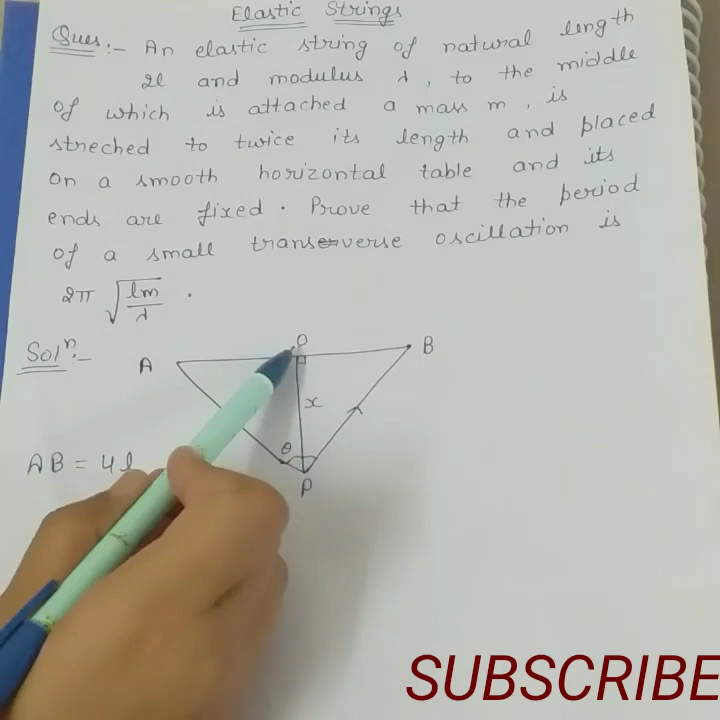 Elastic Strings
Ques:- An elastic string of natural length
2l and modulus λ, to the middle
of which is attached a mass m, is
streched to twice its length and placed
on a smooth horizontal table and its
ends are fixed. Prove that the period
of a small transverse oscillation is
2π √(lm/λ).
Solⁿ:-
A O B
x
θ
P
AB = 4l
SUBSCRIBE